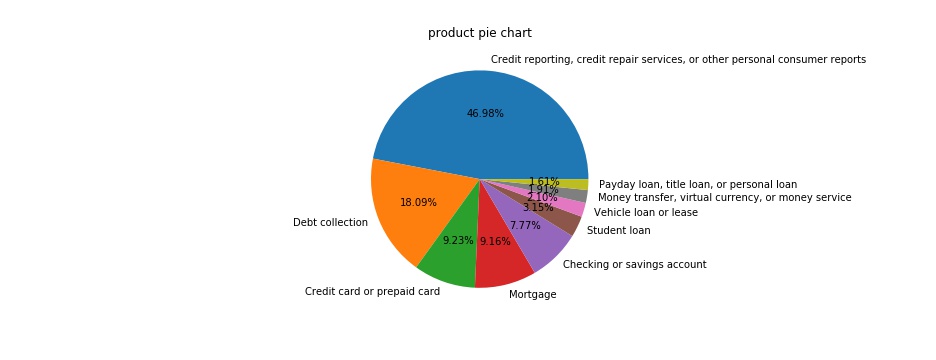 product pie chart
Credit reporting, credit repair services, or other personal consumer reports
46.98%
Debt collection
18.09%
Credit card or prepaid card
9.23%
Mortgage
9.16%
Checking or savings account
7.77%
Student loan
3.15%
Vehicle loan or lease
2.10%
Money transfer, virtual currency, or money service
1.91%
Payday loan, title loan, or personal loan
1.61%